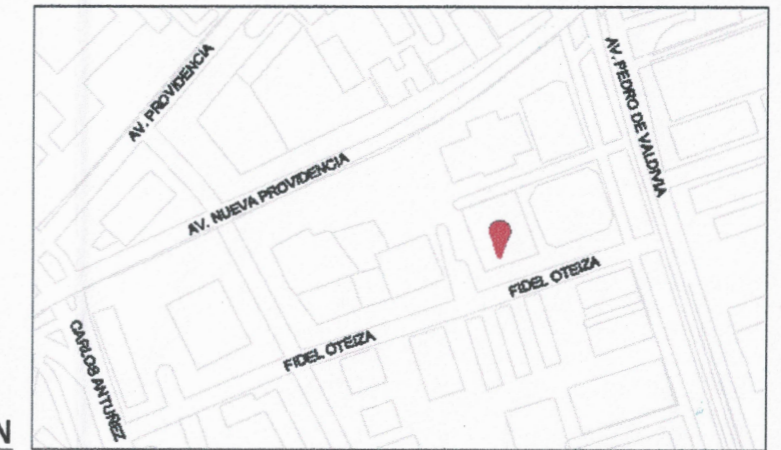 AV. PROVIDENCIA
AV. PEDRO DE VALDIVIA
AV. NUEVA PROVIDENCIA
FIDEL OTEIZA
FIDEL OTEIZA
CARLOS ANTUÑEZ
N